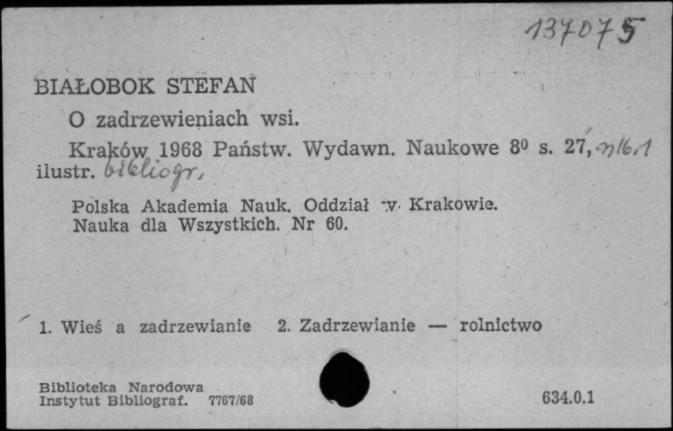 137075
BIAŁOBOK STEFAN
O zadrzewieniach wsi.
Kraków 1968 Państw. Wydawn. Naukowe 8⁰ s. 27,
ilustr. bibliogr,
Polska Akademia Nauk. Oddział w Krakowie.
Nauka dla Wszystkich. Nr 60.
1. Wieś a zadrzewianie 2. Zadrzewianie — rolnictwo
Biblioteka Narodowa
Instytut Bibliograf. 7767/68 634.0.1